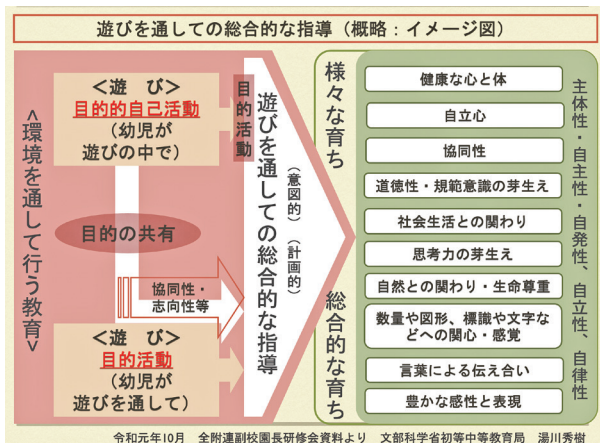 遊びを通しての総合的な指導（概略：イメージ図）
＜環境を通して行う教育＞
＜遊　び＞
目的的自己活動
（幼児が
遊びの中で）
目的の共有
協同性・
志向性等
＜遊　び＞
目的活動
（幼児が
遊びを通して）
目的活動
遊びを通しての総合的な指導
（意図的）（計画的）
様々な育ち
総合的な育ち
健康な心と体
自立心
協同性
道徳性・規範意識の芽生え
社会生活との関わり
思考力の芽生え
自然との関わり・生命尊重
数量や図形、標識や文字な
どへの関心・感覚
言葉による伝え合い
豊かな感性と表現
主体性・自主性・自発性、自立性、自律性
令和元年10月　全附連副校園長研修会資料より　文部科学省初等中等教育局　湯川秀樹